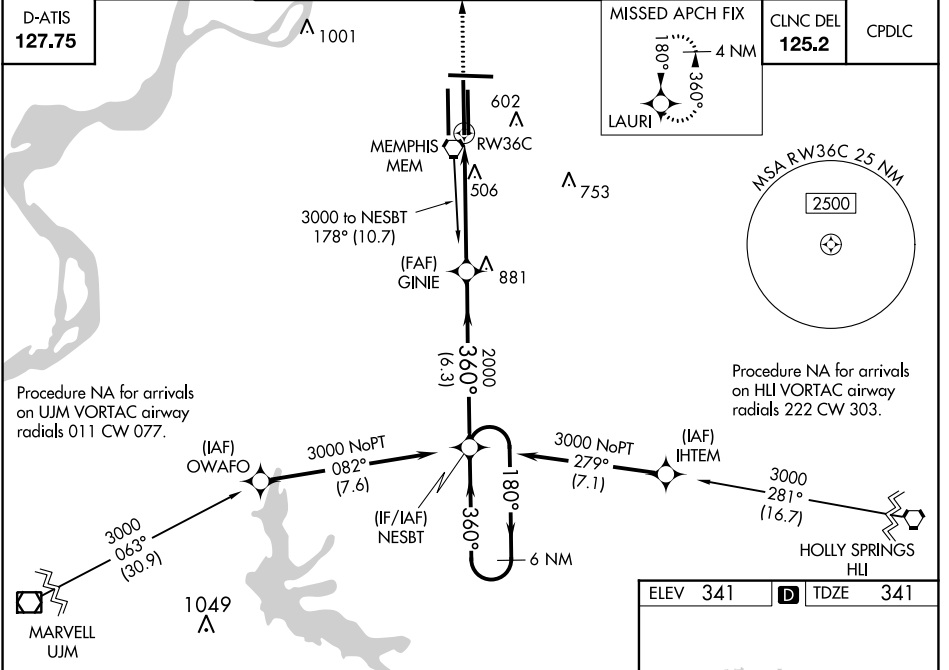 D-ATIS
127.75
1001
MISSED APCH FIX
180°
4 NM
360°
LAURI
CLNC DEL
125.2
CPDLC
602
RW36C
MEMPHIS
MEM
506
753
3000 to NESBT
178° (10.7)
MSA RW36C 25 NM
2500
(FAF)
GINIE
881
2000
360°
(6.3)
Procedure NA for arrivals
on UJM VORTAC airway
radials 011 CW 077.
Procedure NA for arrivals
on HLI VORTAC airway
radials 222 CW 303.
(IAF)
OWAFO
3000 NoPT
082°
(7.6)
3000 NoPT
279°
(7.1)
(IAF)
IHTEM
3000
281°
(16.7)
(IF/IAF)
NESBT
360°
180°
6 NM
3000
063°
(30.9)
HOLLY SPRINGS
HLI
MARVELL
UJM
1049
ELEV 341 D TDZE 341